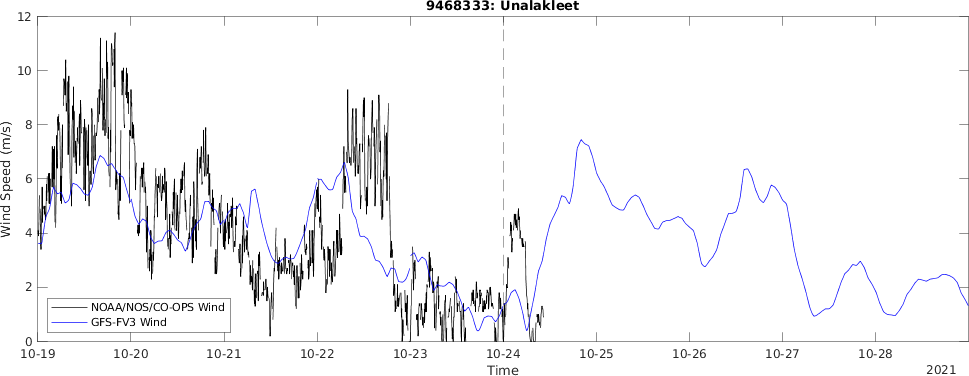 9468333: Unalakleet
Wind Speed (m/s)
12
10
8
6
4
2
0
NOAA/NOS/CO-OPS Wind
GFS-FV3 Wind
10-19 10-20 10-21 10-22 10-23 10-24 10-25 10-26 10-27 10-28
Time
2021